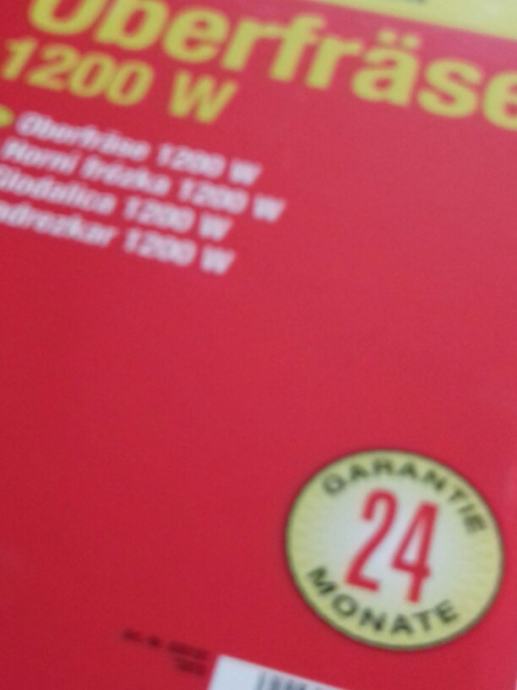 Oberfräse
1200 W
Oberfräse 1200 W
Horní frézka 1200 W
Glodalica 1200 W
Nadrezkar 1200 W
GARANTIE
24
MONATE